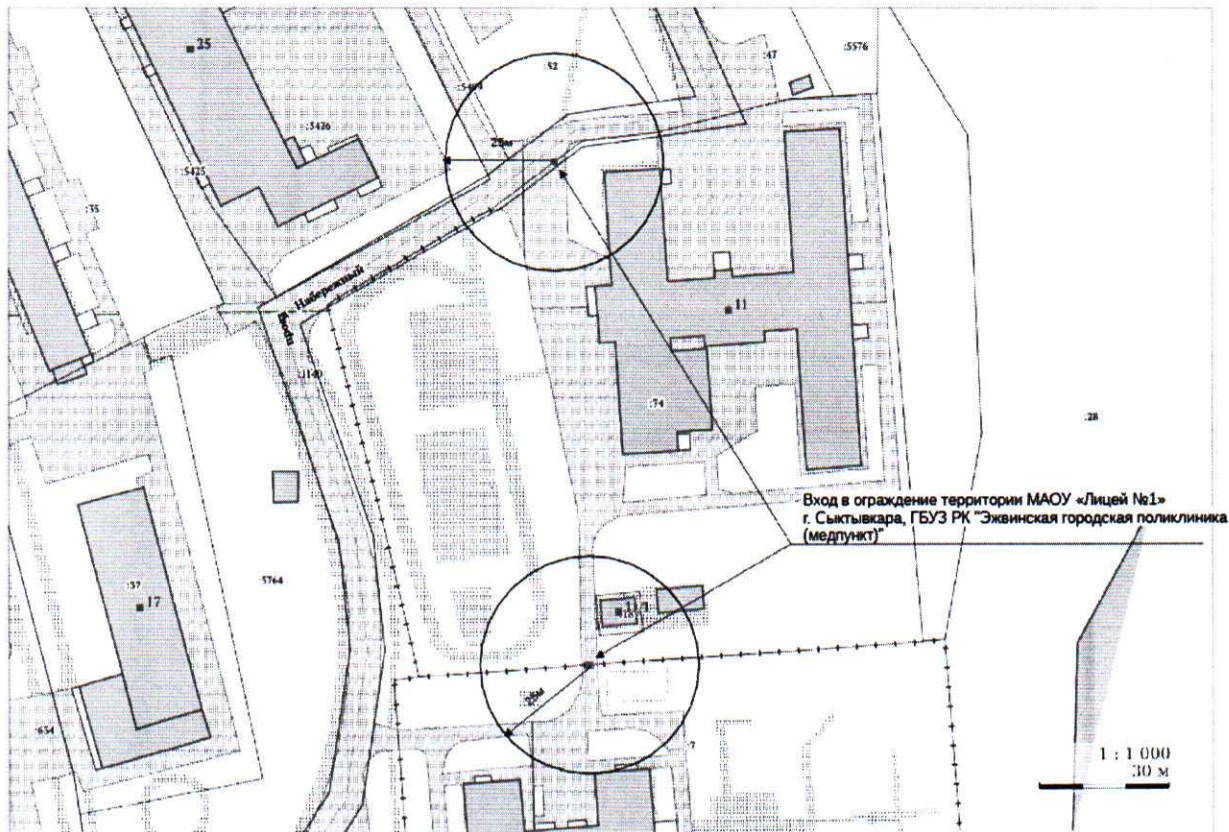 25
:52
:47
:5576
:5426
25м
:5425
:35
Набережный
11
:1140
:74
:28
Вход в ограждение территории МАОУ «Лицей №1»
г. Сыктывкара, ГБУЗ РК "Эжвинская городская поликлиника
(медпункт)"
:5764
:37
17
:654
:7
1 : 1 000
30 м